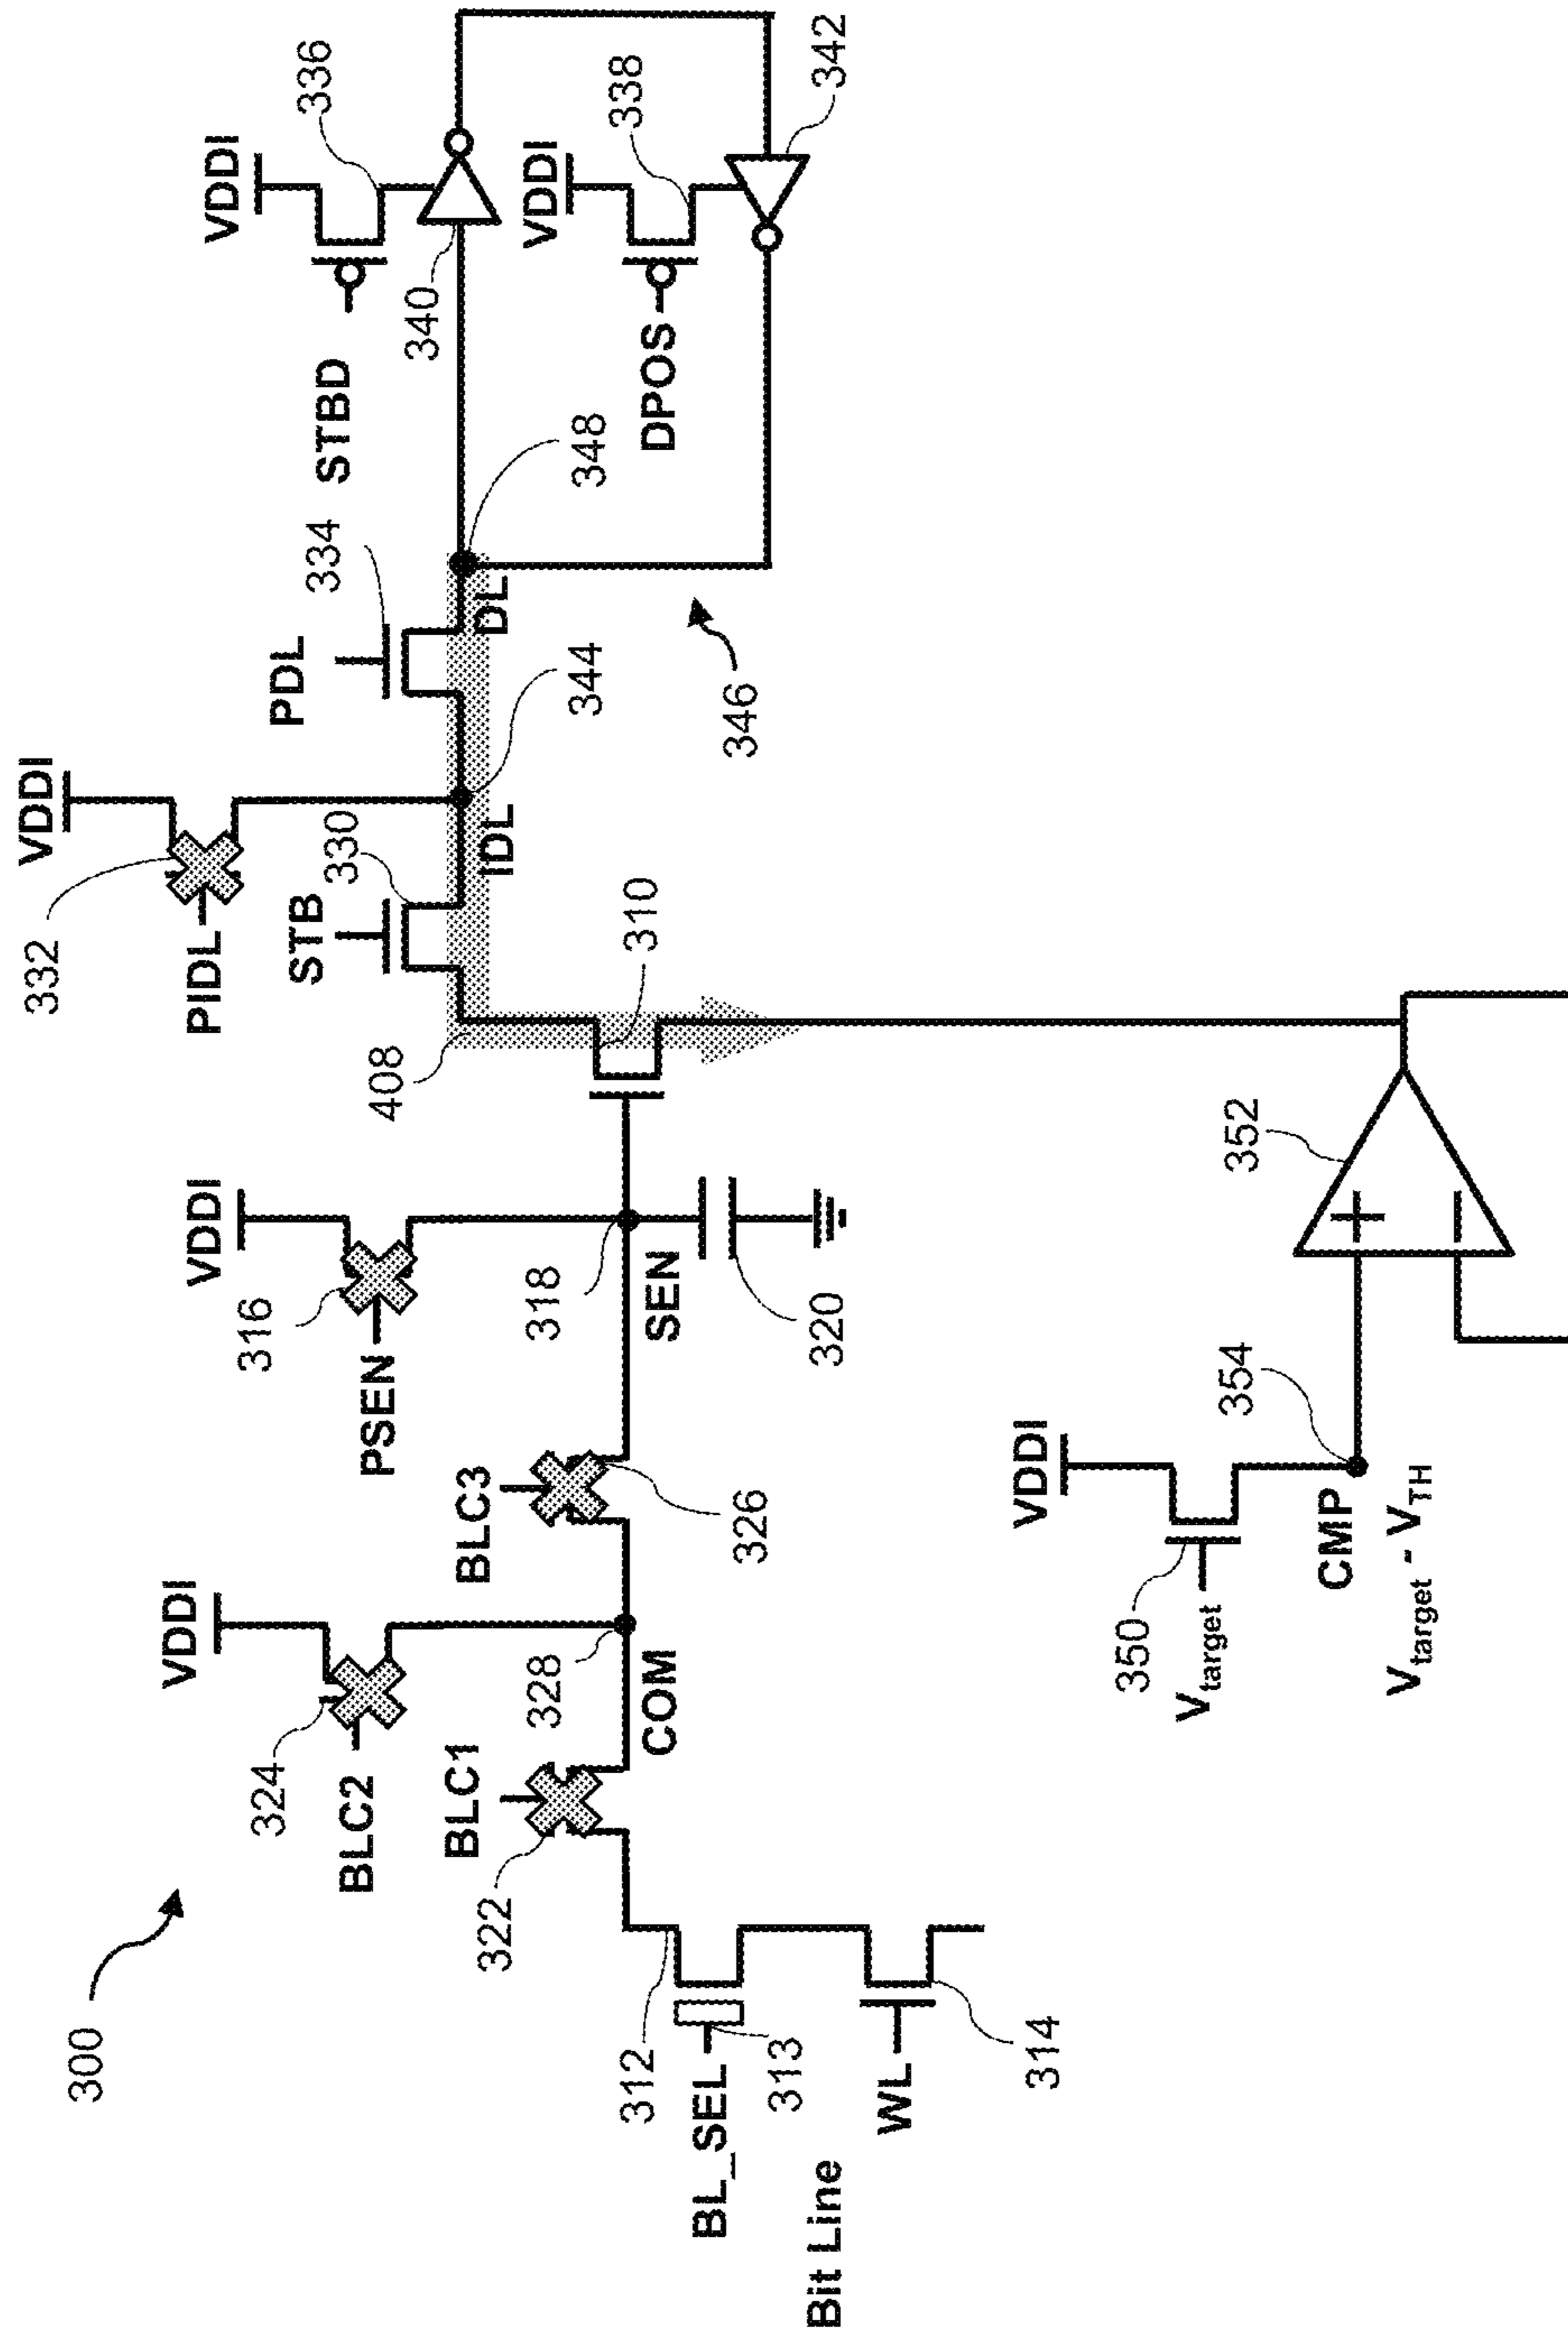 300
VDDI
324
BLC2
BLC1
322
328
COM
312
BL_SEL
313
Bit Line
WL
314
BLC3
326
VDDI
316
PSEN
318
SEN
320
VDDI
332
PIDL
STB
330
408
310
IDL
344
PDL
334
DL
348
346
STBD
VDDI
336
340
VDDI
338
DPOS
342
VDDI
350
Vtarget
354
CMP
Vtarget - VTH
352
+
−